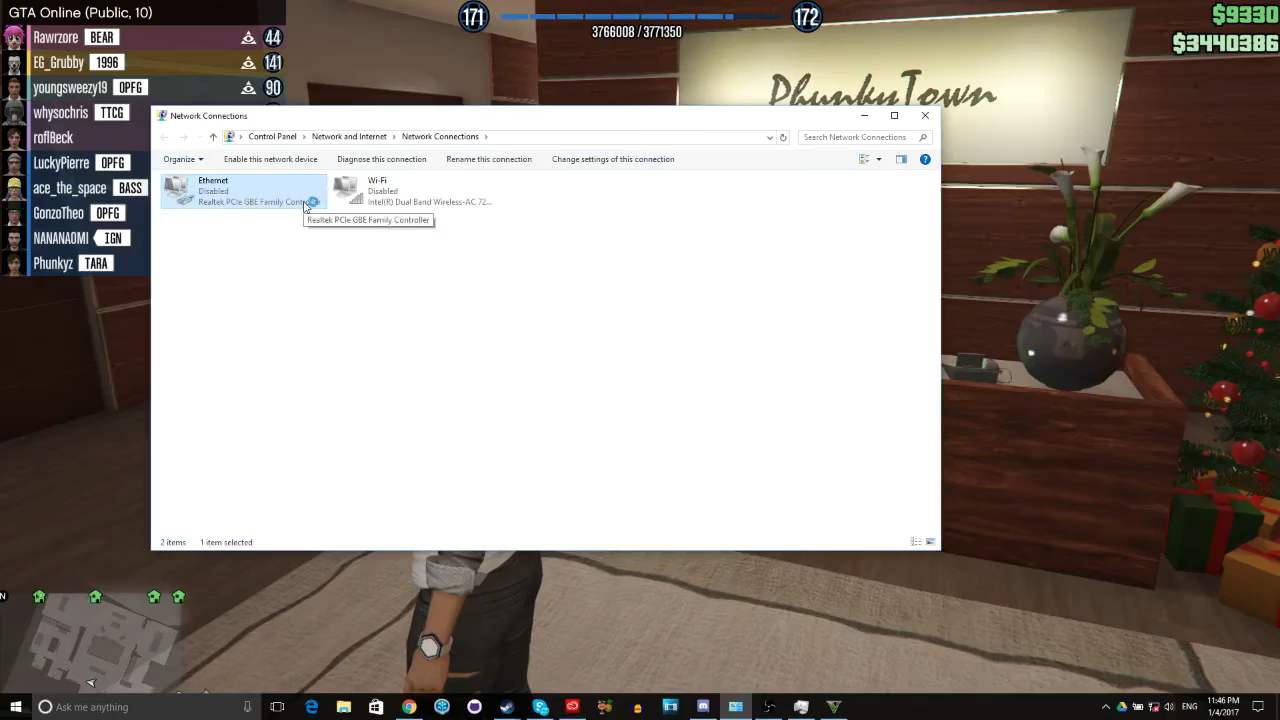 GTA Online (Public, 10)
171
172
3766008 / 3771350
$9330
$3440386
Rawrzore BEAR 44
EG_Grubby 1996 141
youngsweezy19 OPFG 90
whysochris TTCG
roflBeck
LuckyPierre OPFG
ace_the_space BASS
GonzoTheo OPFG
NANANAOMI IGN
Phunkyz TARA
PhunkyTown
Network Connections
Control Panel
Network and Internet
Network Connections
Search Network Connections
Organize
Enable this network device
Diagnose this connection
Rename this connection
Change settings of this connection
Ethernet
Disabled
Realtek PCIe GBE Family Contr
Wi-Fi
Disabled
Intel(R) Dual Band Wireless-AC 72...
Realtek PCIe GBE Family Controller
2 items
1 item selected
N
Ask me anything
ENG
11:46 PM
1/4/2017